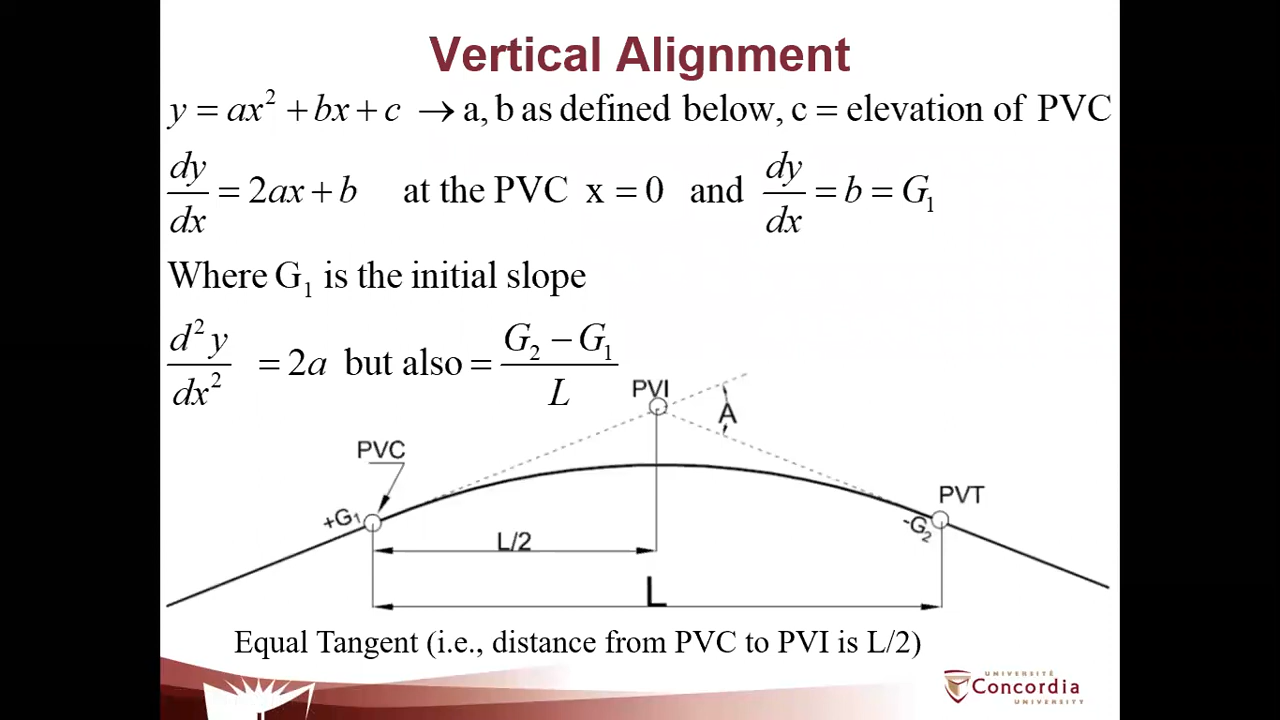 Vertical Alignment
y = ax² + bx + c → a, b as defined below, c = elevation of PVC
dy/dx = 2ax + b at the PVC x = 0 and dy/dx = b = G₁
Where G₁ is the initial slope
d²y/dx² = 2a but also = (G₂ − G₁)/L
PVI
A
PVC
PVT
+G₁
-G₂
L/2
L
Equal Tangent (i.e., distance from PVC to PVI is L/2)
UNIVERSITÉ
Concordia
UNIVERSITY